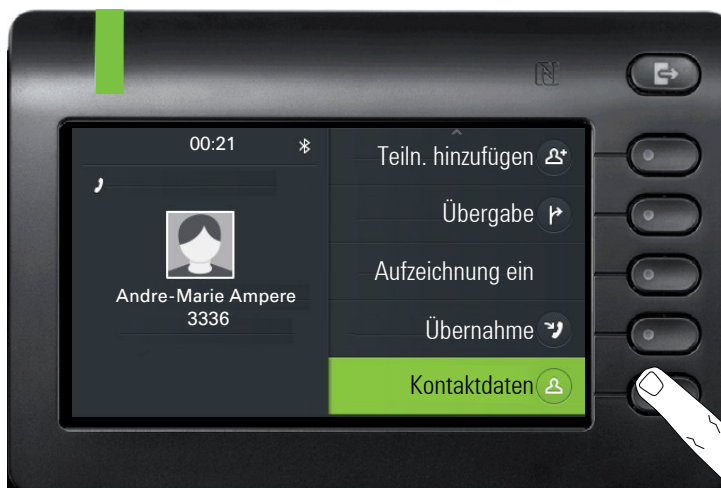 00:21
Andre-Marie Ampere
3336
Teiln. hinzufügen
Übergabe
Aufzeichnung ein
Übernahme
Kontaktdaten